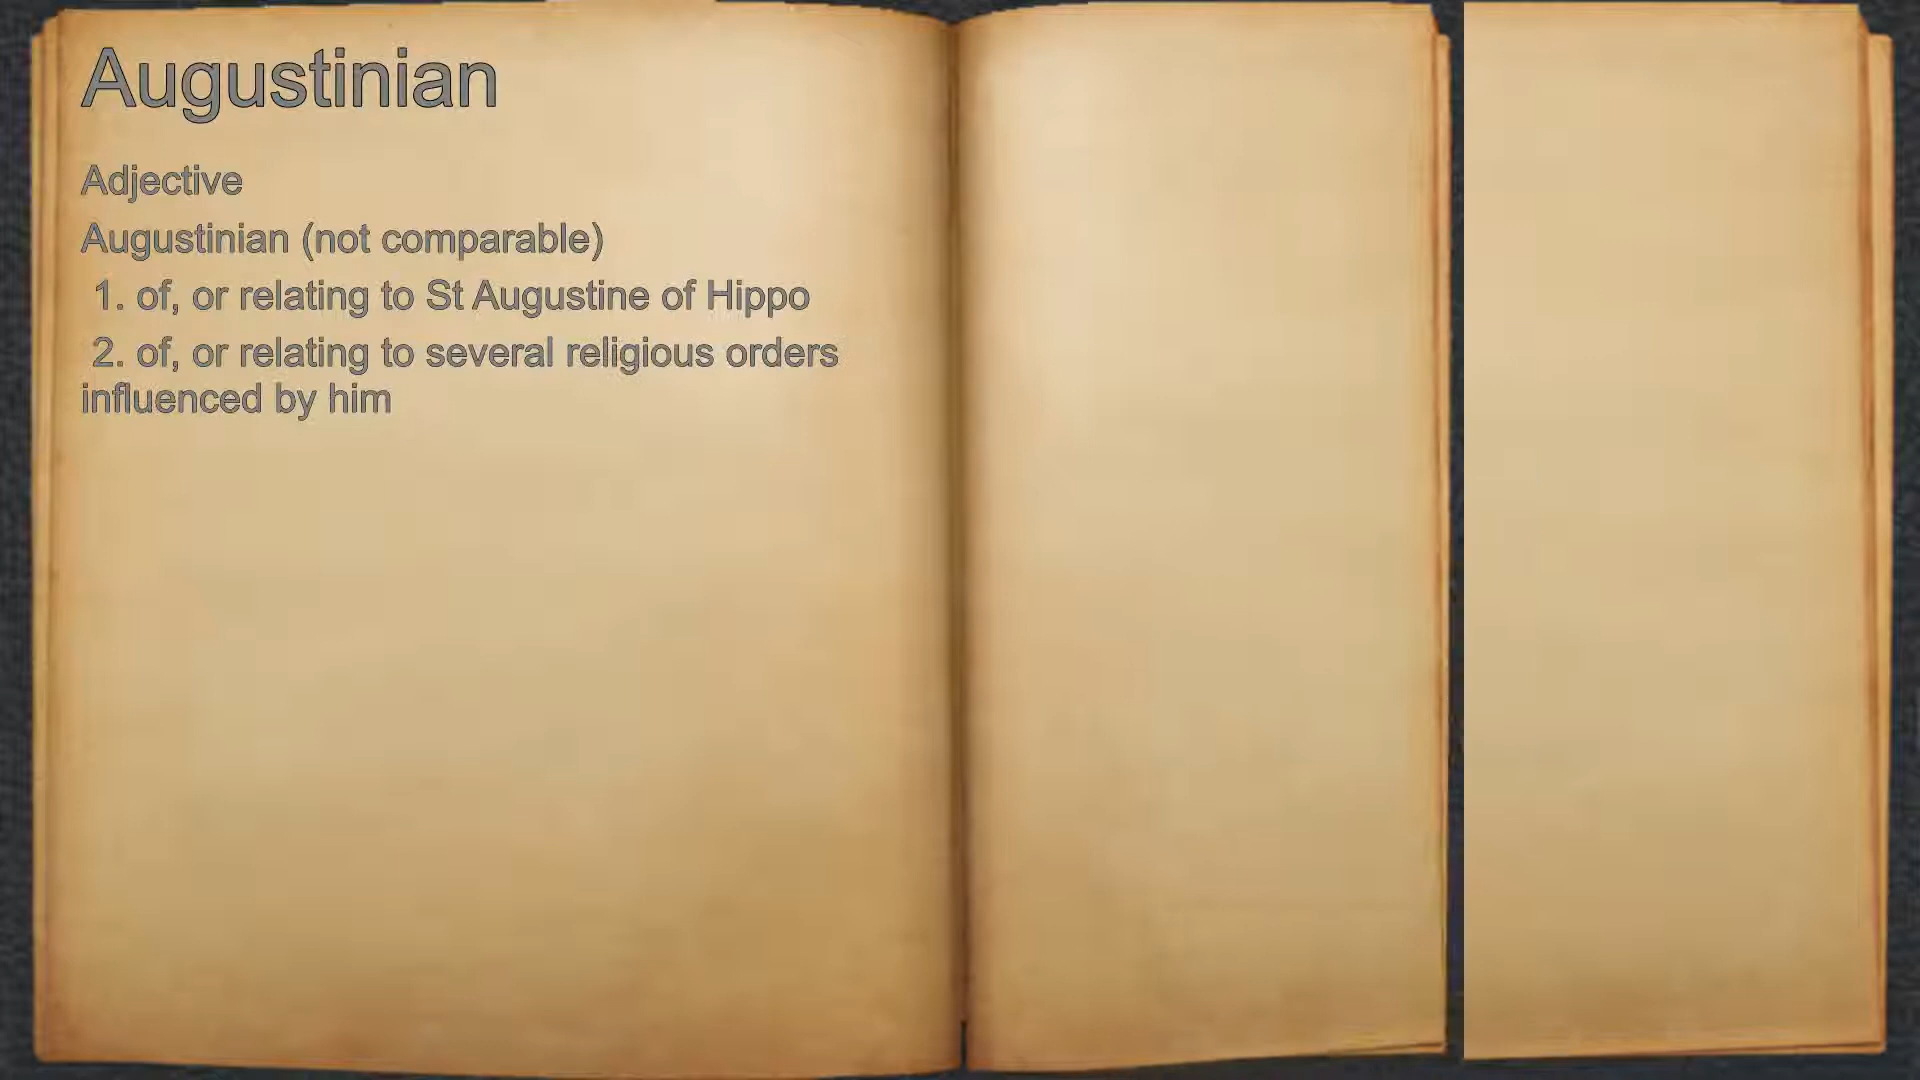 Augustinian
Adjective
Augustinian (not comparable)
1. of, or relating to St Augustine of Hippo
2. of, or relating to several religious orders
influenced by him